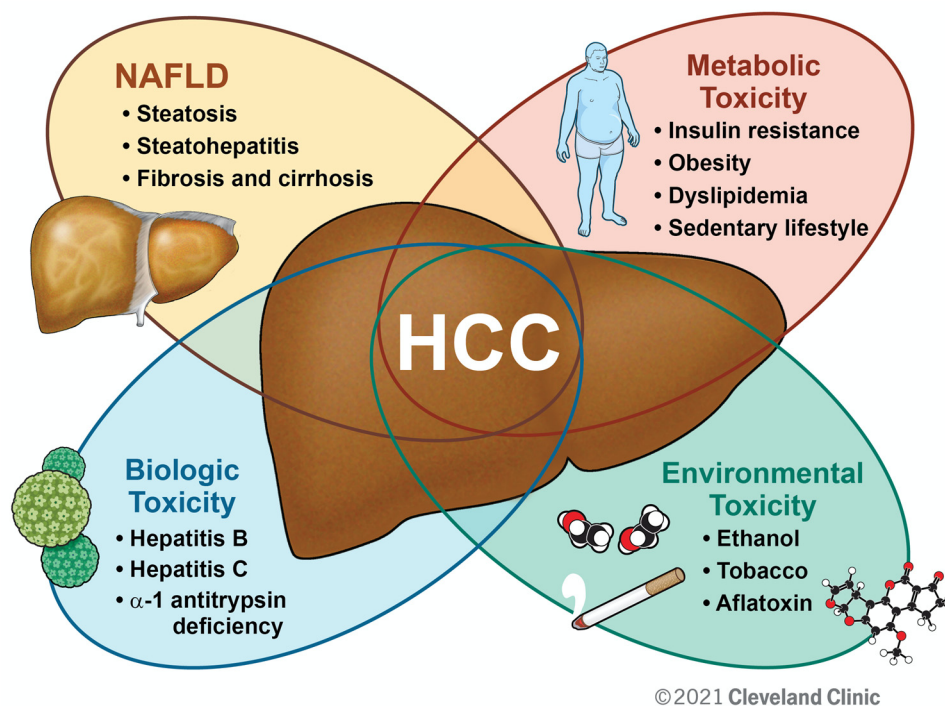 NAFLD
• Steatosis
• Steatohepatitis
• Fibrosis and cirrhosis
Metabolic
Toxicity
• Insulin resistance
• Obesity
• Dyslipidemia
• Sedentary lifestyle
HCC
Biologic
Toxicity
• Hepatitis B
• Hepatitis C
• α-1 antitrypsin
deficiency
Environmental
Toxicity
• Ethanol
• Tobacco
• Aflatoxin
©2021 Cleveland Clinic